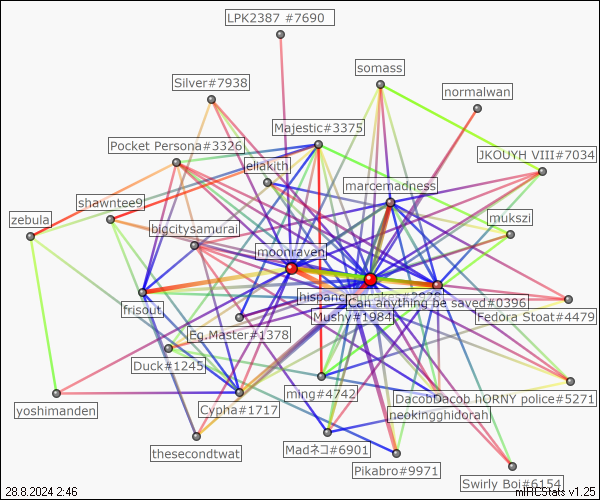 LPK2387 #7690
somass
Silver#7938
normalwan
Majestic#3375
Pocket Persona#3326
JKOUYH VIII#7034
eliakith
marcemadness
shawntee9
zebula
mukszi
bigcitysamurai
moonraven
Can anything be saved#0396
frisout
Mushy#1984
Fedora Stoat#4479
Eg.Master#1378
Duck#1245
ming#4742
DacobDacob hORNY police#5271
yoshimanden
Cypha#1717
neokingghidorah
thesecondtwat
Madネコ#6901
Pikabro#9971
Swirly Boi#6154
28.8.2024 2:46
mIRCStats v1.25